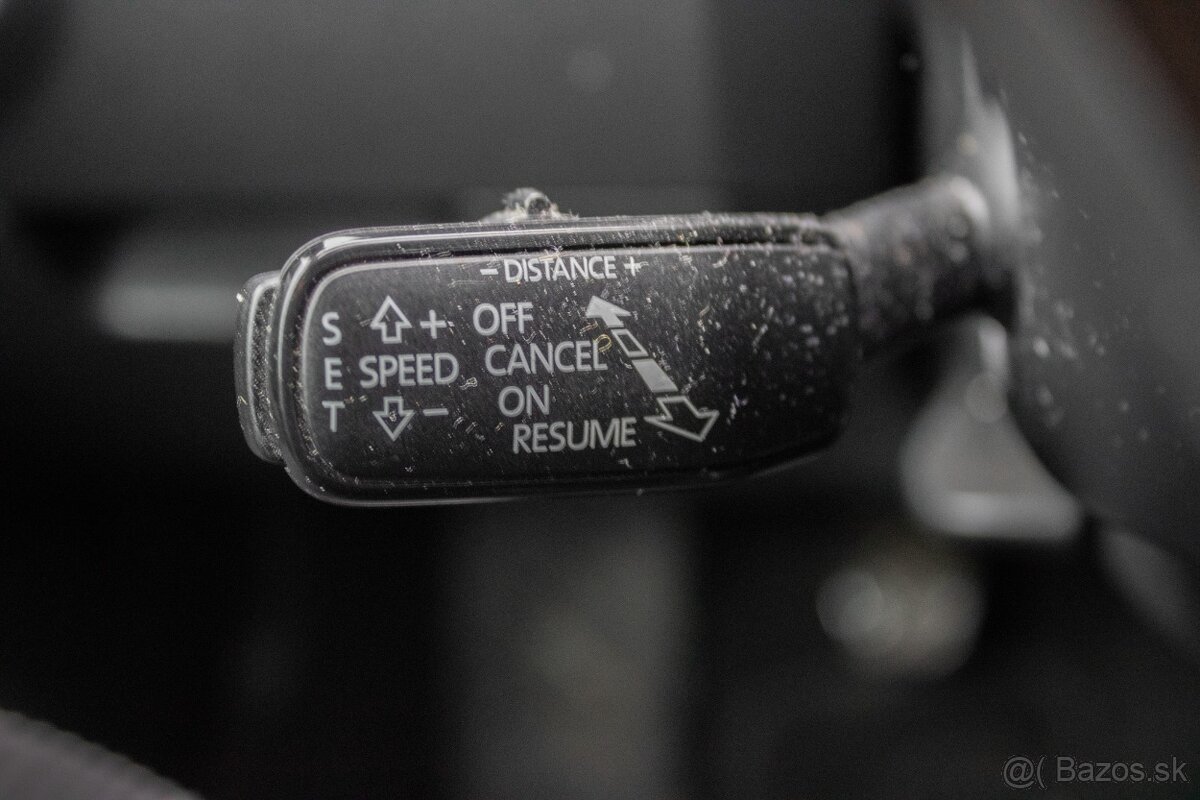 - DISTANCE +
S ⇧ + OFF
E SPEED CANCEL
T ⇩ - ON
RESUME
@( Bazos.sk